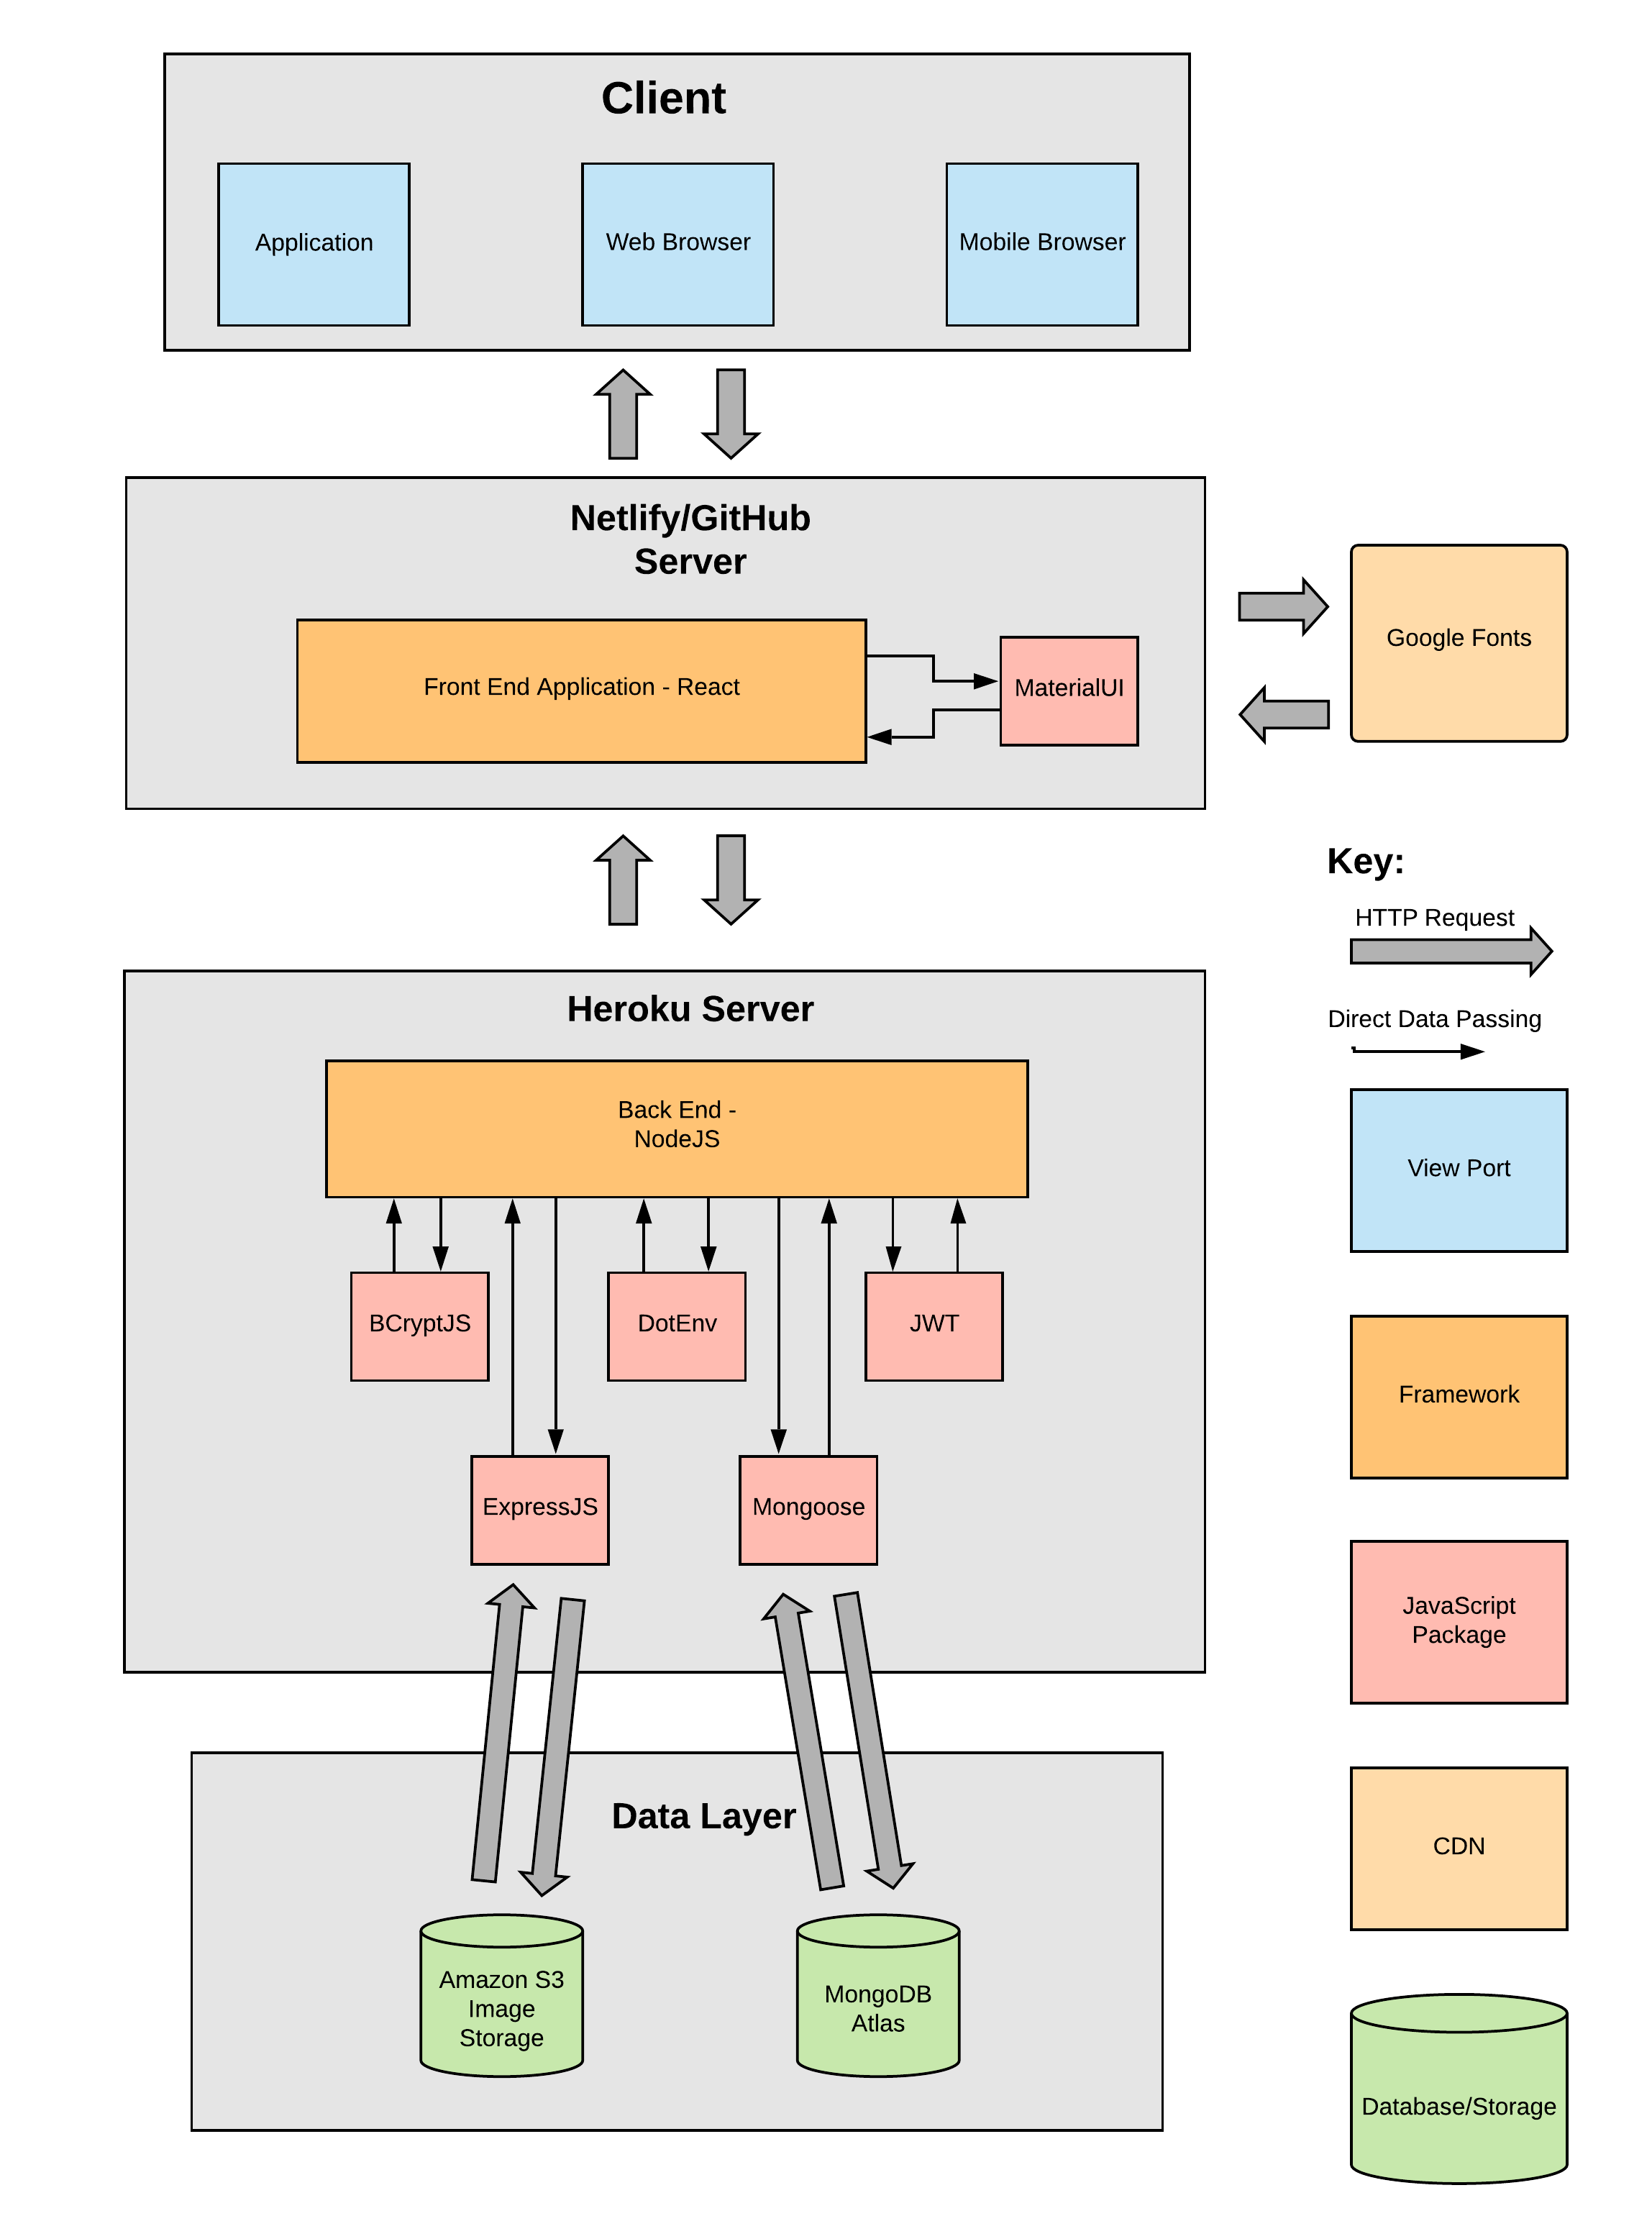 Client
Application
Web Browser
Mobile Browser
Netlify/GitHub
Server
Front End Application - React
MaterialUI
Google Fonts
Key:
HTTP Request
Direct Data Passing
View Port
Framework
JavaScript
Package
CDN
Database/Storage
Heroku Server
Back End -
NodeJS
BCryptJS
DotEnv
JWT
ExpressJS
Mongoose
Data Layer
Amazon S3
Image
Storage
MongoDB
Atlas